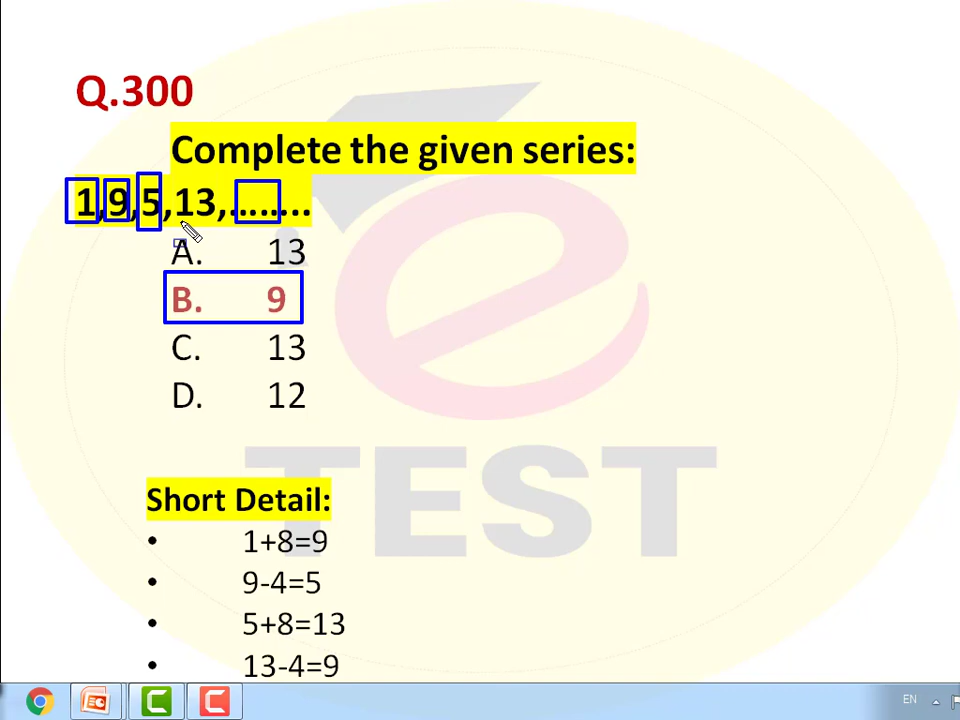 Q.300
Complete the given series:
1,9,5,13,……..
A. 13
B. 9
C. 13
D. 12
e
TEST
Short Detail:
• 1+8=9
• 9-4=5
• 5+8=13
• 13-4=9
EN